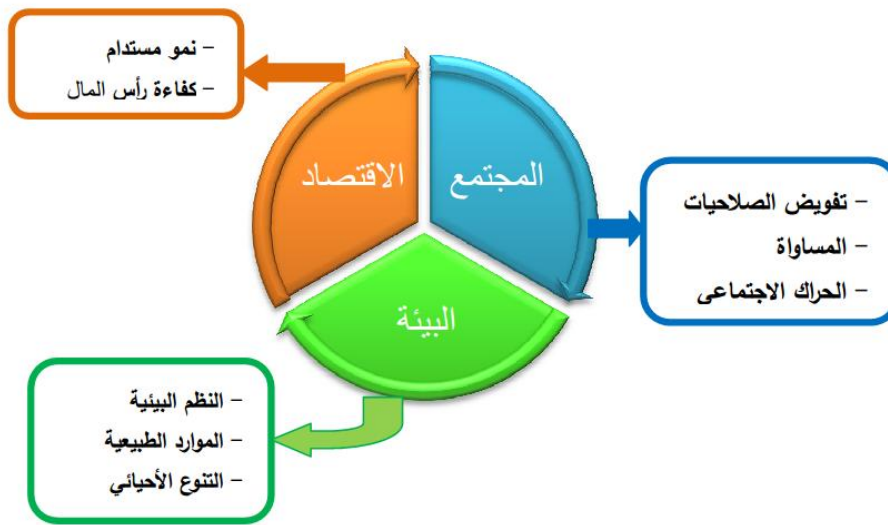 – نمو مستدام
– كفاءة رأس المال
الاقتصاد
المجتمع
– تفويض الصلاحيات
– المساواة
– الحراك الاجتماعى
البيئة
– النظم البيئية
– الموارد الطبيعية
– التنوع الأحيائي